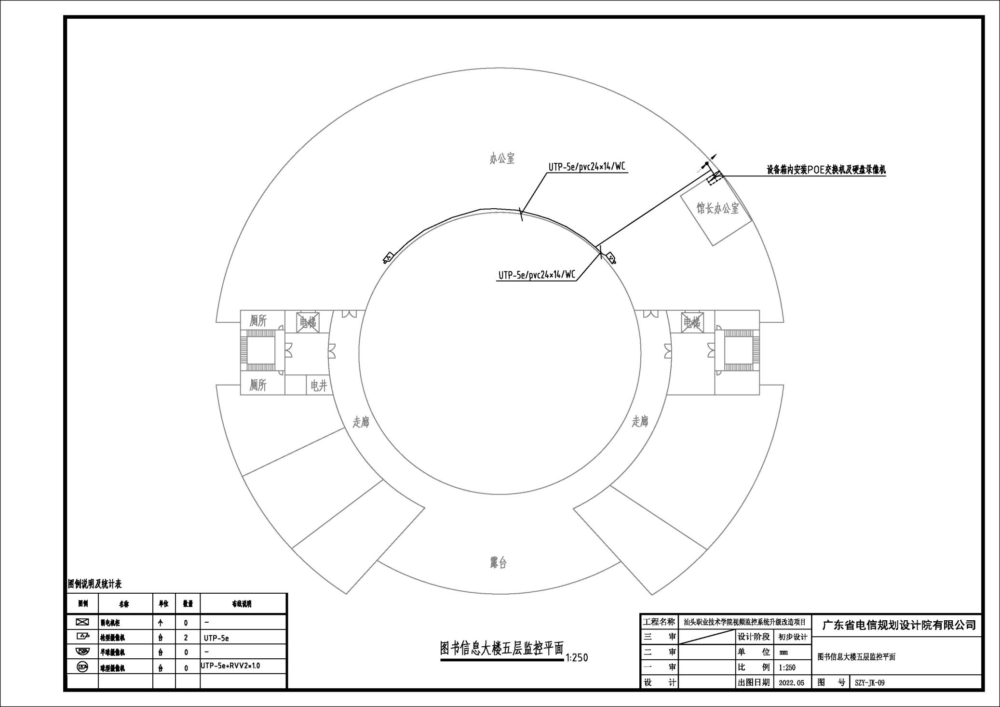 办公室
UTP-5e/pvc24×14/WC
设备箱内安装POE交换机及硬盘录像机
馆长办公室
UTP-5e/pvc24×14/WC
厕所
电梯
电梯
厕所
电井
走廊
走廊
露台
图例说明及统计表
图例 名称 单位 数量 布线说明
弱电机柜 个 0 -
枪型摄像机 台 2 UTP-5e
半球摄像机 台 0 -
球型摄像机 台 0 UTP-5e+RVV2×1.0
图书信息大楼五层监控平面 1:250
工程名称 汕头职业技术学院视频监控系统升级改造项目 广东省电信规划设计院有限公司
三 审 设计阶段 初步设计
二 审 单 位 mm 图书信息大楼五层监控平面
一 审 比 例 1:250
设 计 出图日期 2022.05 图 号 SZY-JK-09